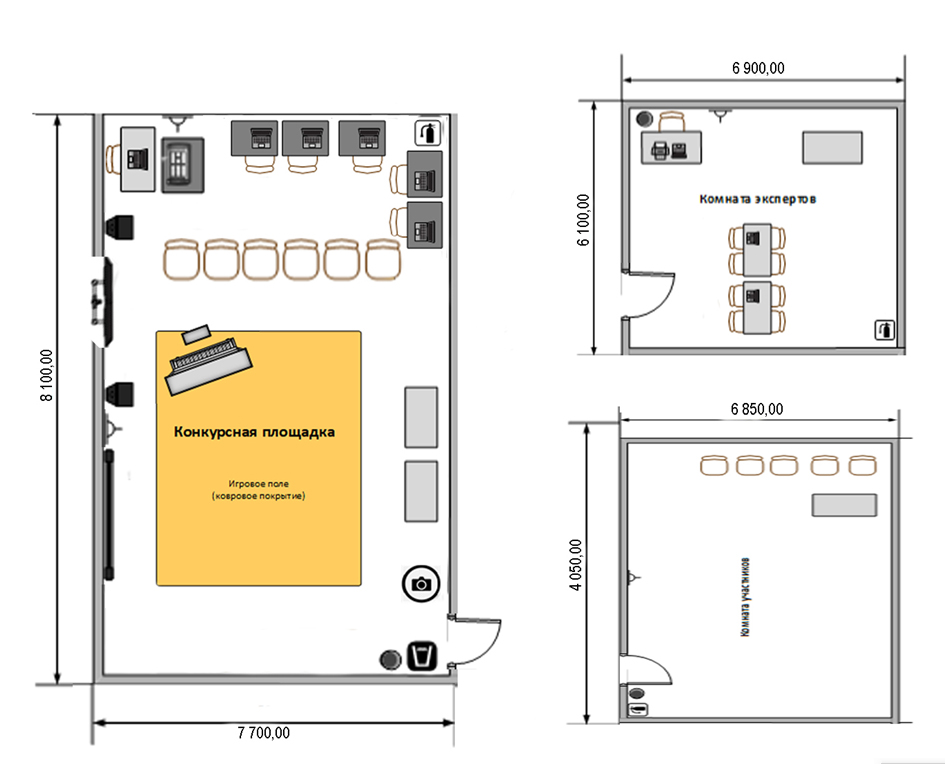 6 900,00
6 100,00
Комната экспертов
8 100,00
Конкурсная площадка
Игровое поле
(ковровое покрытие)
7 700,00
6 850,00
4 050,00
Комната участников